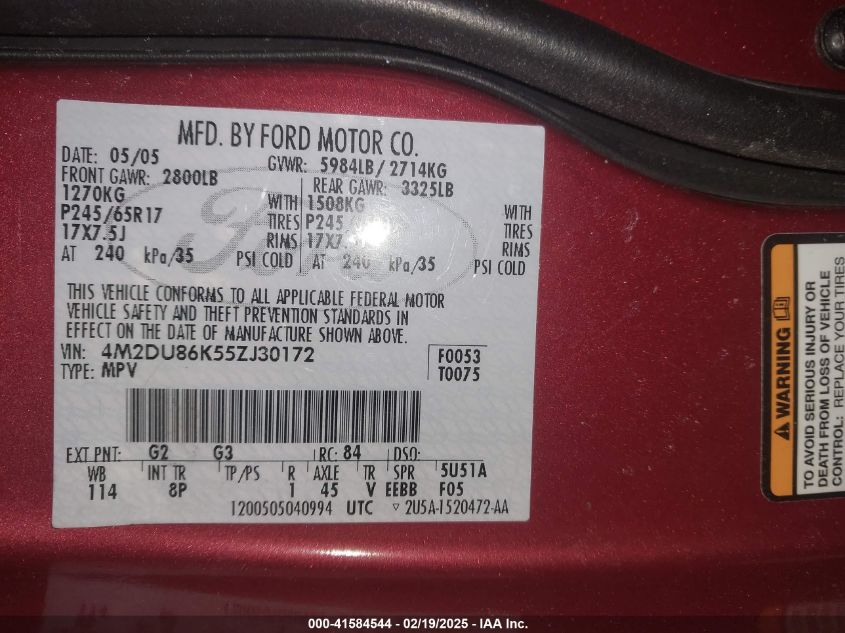 MFD. BY FORD MOTOR CO.
DATE: 05/05 GVWR: 5984LB/2714KG
FRONT GAWR: 2800LB REAR GAWR: 3325LB
1270KG WITH 1508KG WITH
P245/65R17 TIRES P245 TIRES
17X7.5J RIMS 17X7. RIMS
AT 240 kPa/35 PSI COLD AT 240 kPa/35 PSI COLD
THIS VEHICLE CONFORMS TO ALL APPLICABLE FEDERAL MOTOR
VEHICLE SAFETY AND THEFT PREVENTION STANDARDS IN
EFFECT ON THE DATE OF MANUFACTURE SHOWN ABOVE.
VIN: 4M2DU86K55ZJ30172 F0053
TYPE: MPV T0075
EXT PNT: G2 G3 RC: 84 DSO:
WB INT TR TP/PS R AXLE TR SPR 5U51A
114 8P 1 45 V EEBB F05
1200505040994 UTC ▽ 2U5A-1520472-AA
Ford
WARNING
TO AVOID SERIOUS INJURY OR
DEATH FROM LOSS OF VEHICLE
CONTROL: REPLACE YOUR TIRES
000-41584544 - 02/19/2025 - IAA Inc.